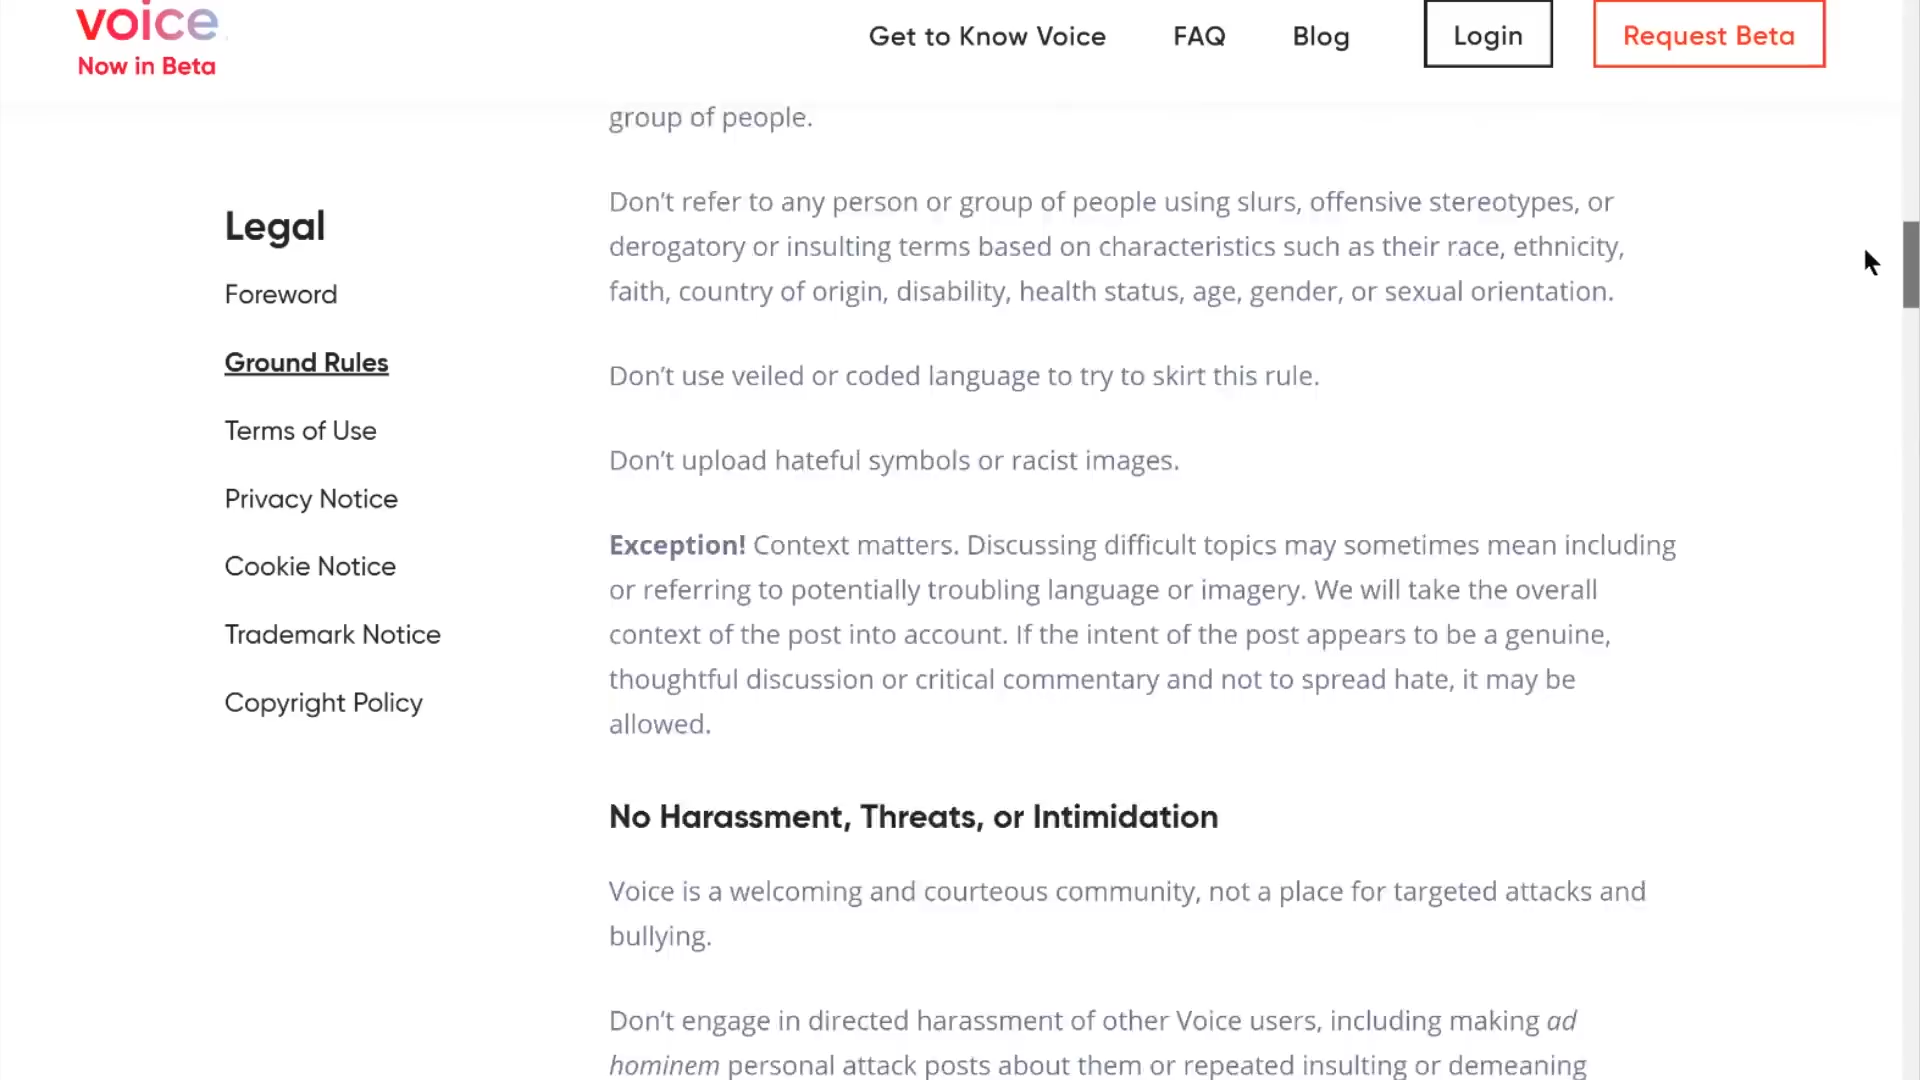 voice
Now in Beta
Get to Know Voice
FAQ
Blog
Login
Request Beta
Legal
Foreword
Ground Rules
Terms of Use
Privacy Notice
Cookie Notice
Trademark Notice
Copyright Policy
group of people.
Don’t refer to any person or group of people using slurs, offensive stereotypes, or
derogatory or insulting terms based on characteristics such as their race, ethnicity,
faith, country of origin, disability, health status, age, gender, or sexual orientation.
Don’t use veiled or coded language to try to skirt this rule.
Don’t upload hateful symbols or racist images.
Exception! Context matters. Discussing difficult topics may sometimes mean including
or referring to potentially troubling language or imagery. We will take the overall
context of the post into account. If the intent of the post appears to be a genuine,
thoughtful discussion or critical commentary and not to spread hate, it may be
allowed.
No Harassment, Threats, or Intimidation
Voice is a welcoming and courteous community, not a place for targeted attacks and
bullying.
Don’t engage in directed harassment of other Voice users, including making ad
hominem personal attack posts about them or repeated insulting or demeaning